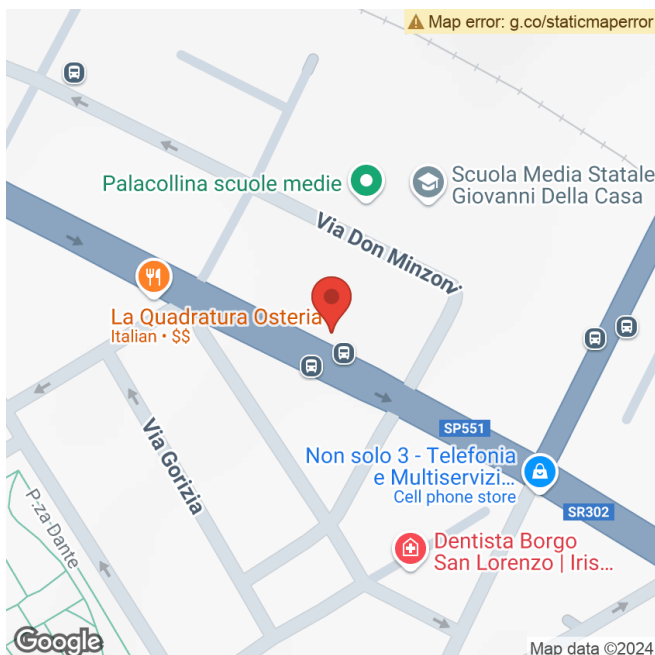 Map error: g.co/staticmaperror
Palacollina scuole medie
Scuola Media Statale
Giovanni Della Casa
Via Don Minzoni
La Quadratura Osteria
Italian • $$
SP551
Via Gorizia
Non solo 3 - Telefonia
e Multiservizi...
Cell phone store
SR302
P.za Dante
Dentista Borgo
San Lorenzo | Iris...
Google
Map data ©2024